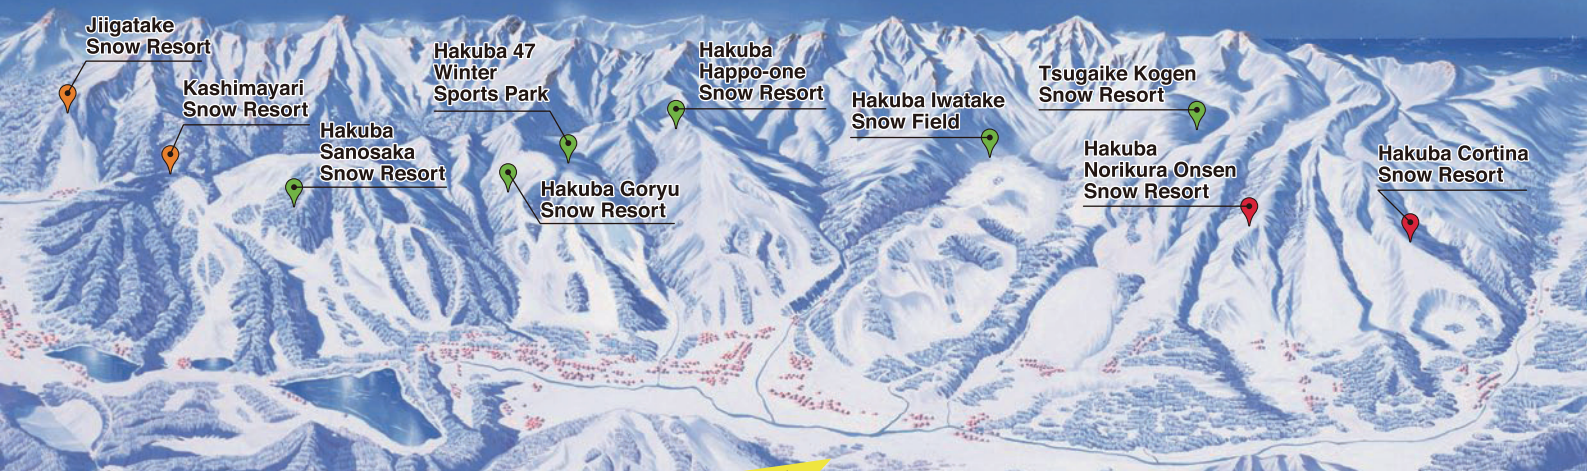 Jiigatake
Snow Resort
Kashimayari
Snow Resort
Hakuba
Sanosaka
Snow Resort
Hakuba 47
Winter
Sports Park
Hakuba Goryu
Snow Resort
Hakuba
Happo-one
Snow Resort
Hakuba Iwatake
Snow Field
Tsugaike Kogen
Snow Resort
Hakuba
Norikura Onsen
Snow Resort
Hakuba Cortina
Snow Resort